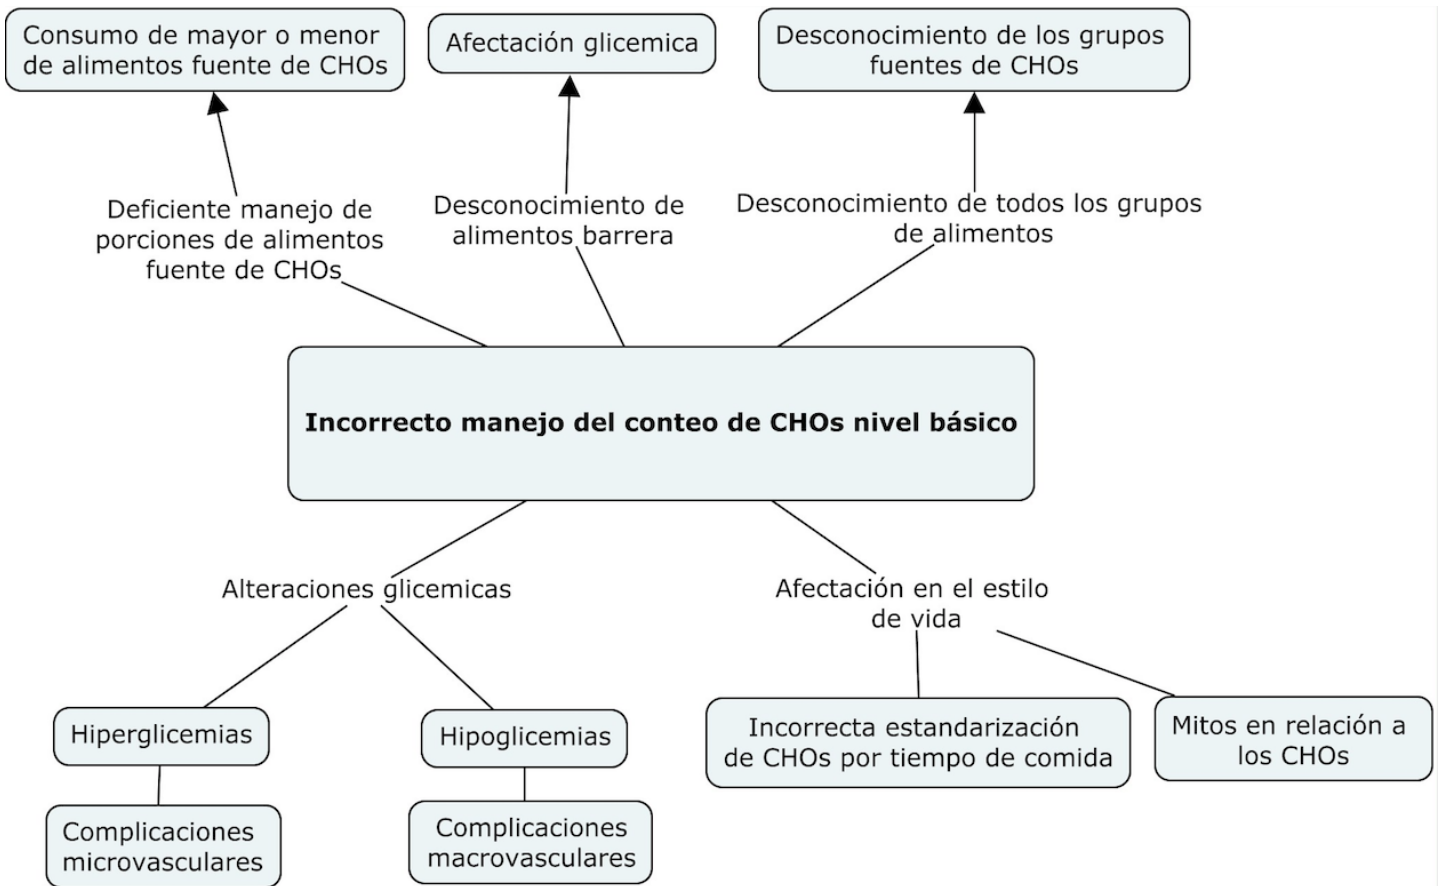 Consumo de mayor o menor
de alimentos fuente de CHOs
Afectación glicemica
Desconocimiento de los grupos
fuentes de CHOs
Deficiente manejo de
porciones de alimentos
fuente de CHOs
Desconocimiento de
alimentos barrera
Desconocimiento de todos los grupos
de alimentos
Incorrecto manejo del conteo de CHOs nivel básico
Alteraciones glicemicas
Afectación en el estilo
de vida
Hiperglicemias
Hipoglicemias
Incorrecta estandarización
de CHOs por tiempo de comida
Mitos en relación a
los CHOs
Complicaciones
microvasculares
Complicaciones
macrovasculares